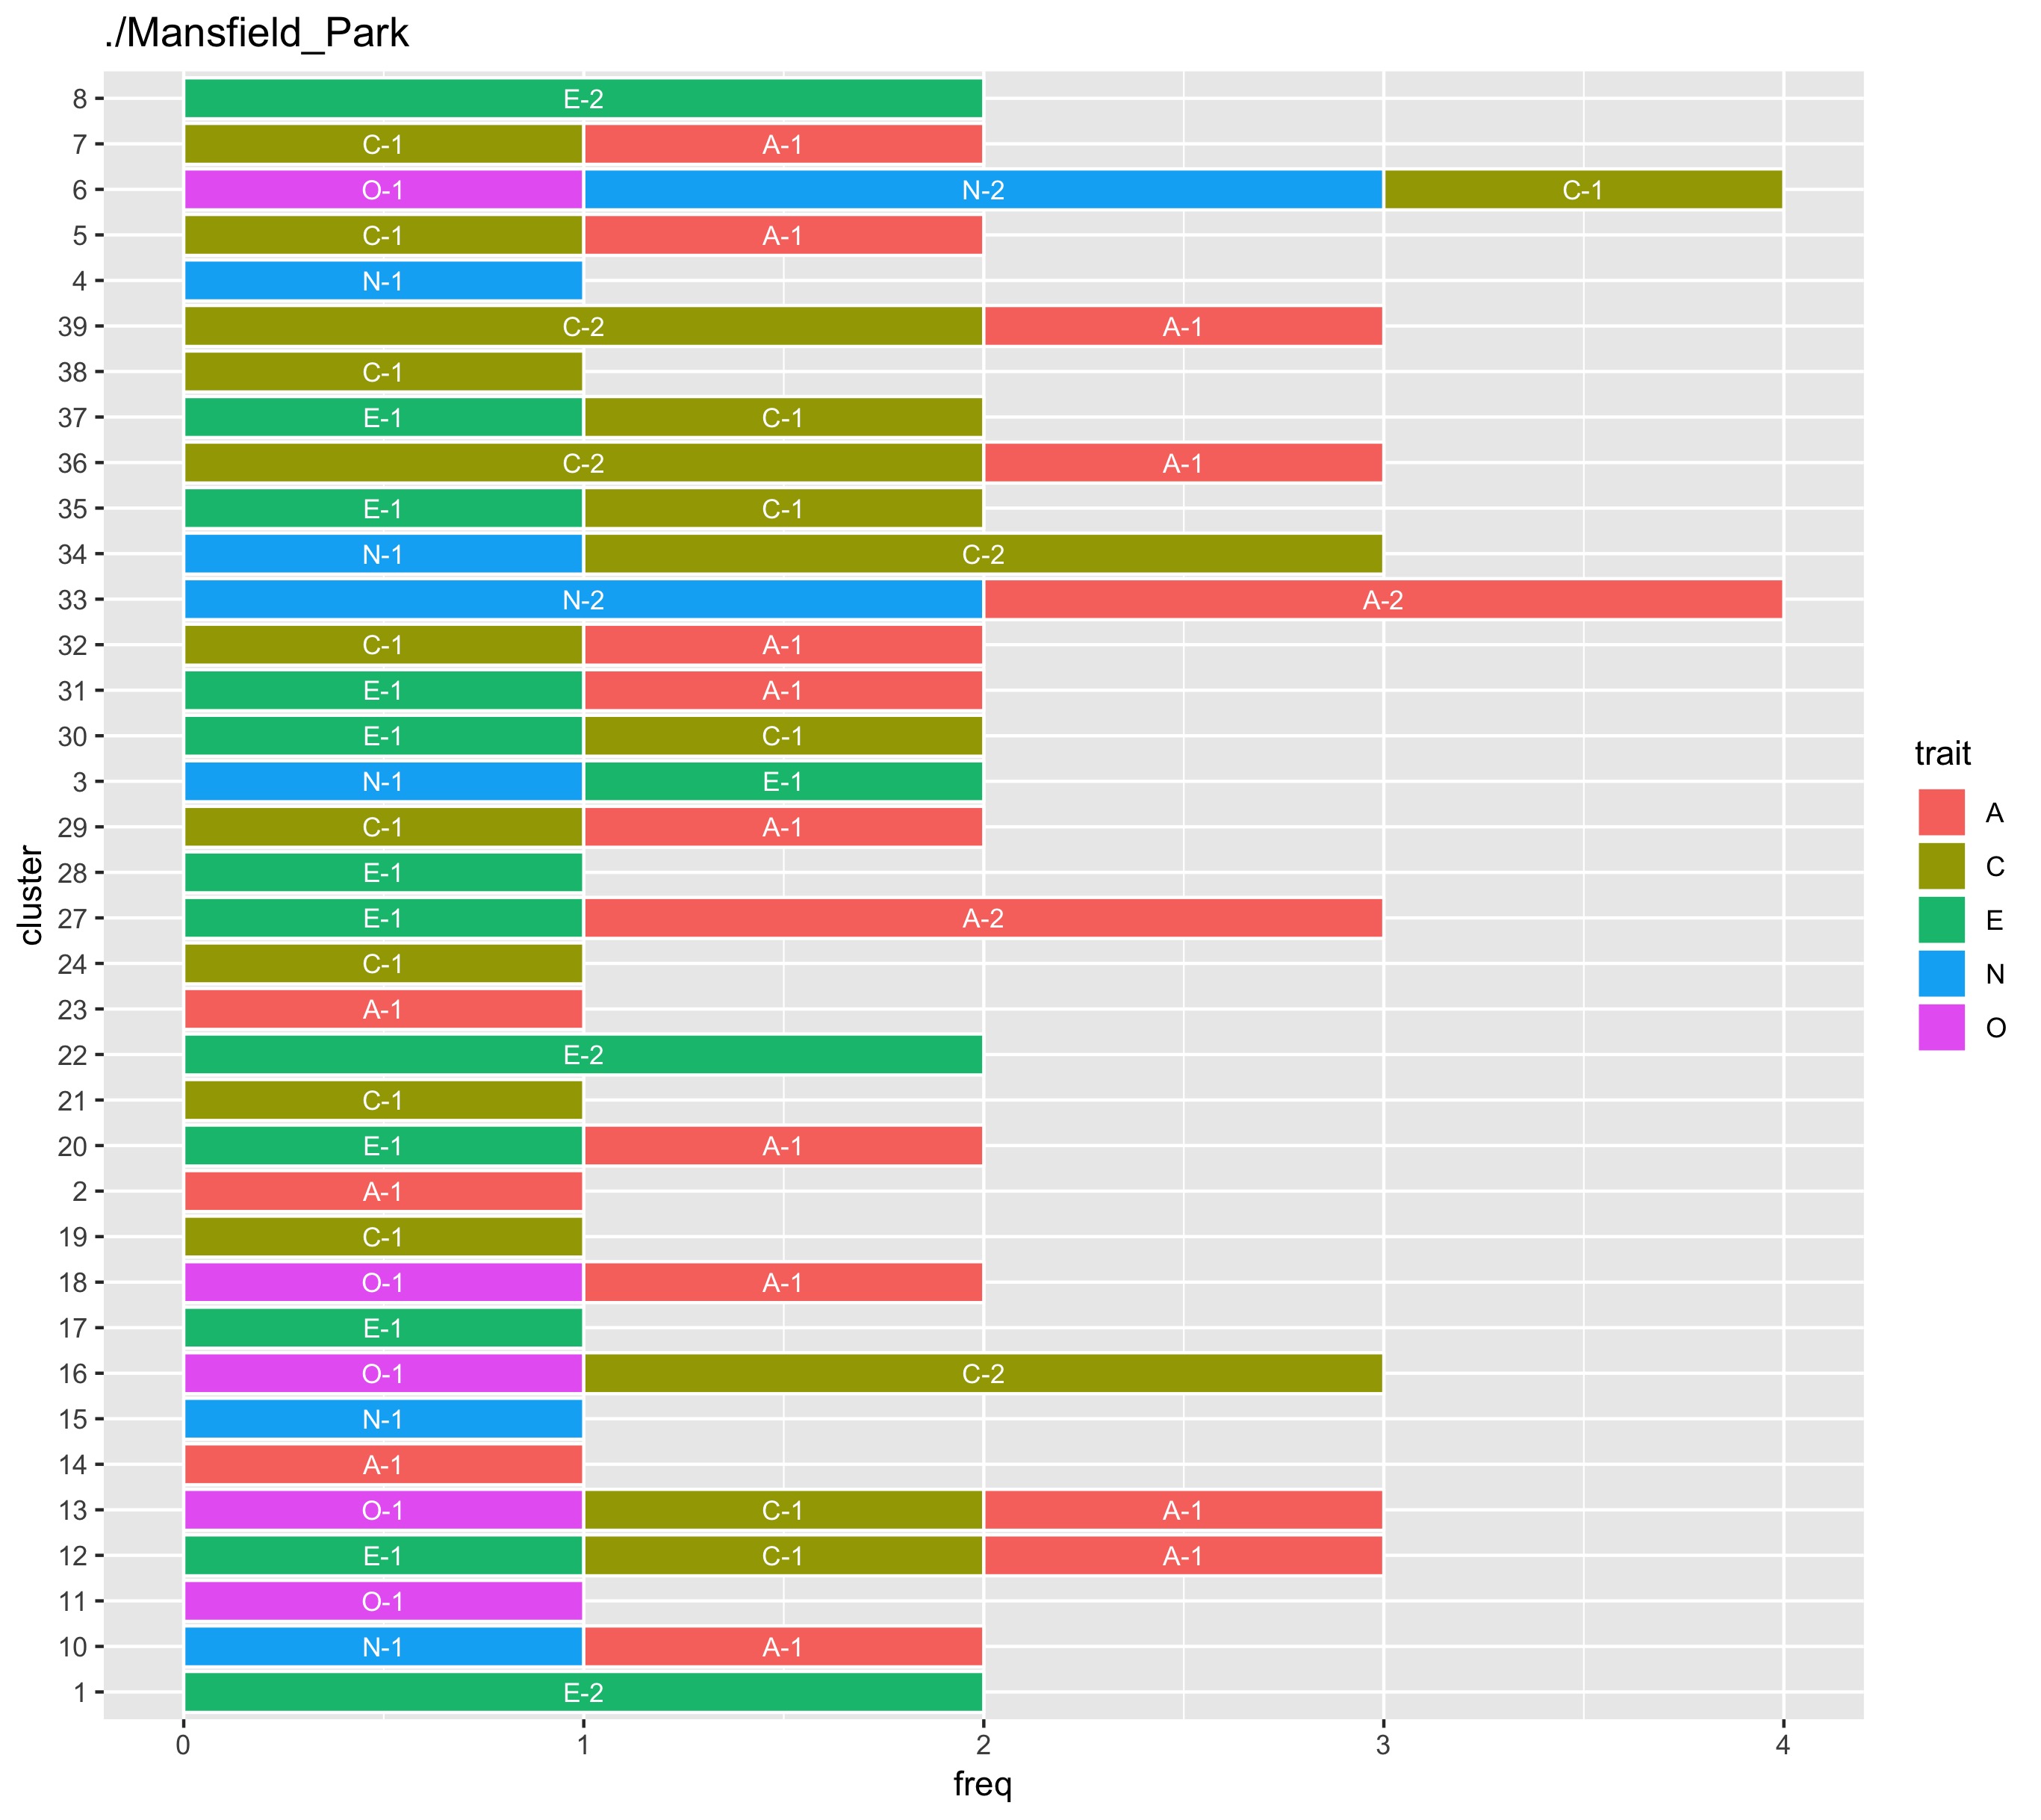 ./Mansfield_Park
8 E-2
7 C-1 A-1
6 O-1 N-2 C-1
5 C-1 A-1
4 N-1
39 C-2 A-1
38 C-1
37 E-1 C-1
36 C-2 A-1
35 E-1 C-1
34 N-1 C-2
33 N-2 A-2
32 C-1 A-1
31 E-1 A-1
30 E-1 C-1
3 N-1 E-1
29 C-1 A-1
28 E-1
27 E-1 A-2
24 C-1
23 A-1
22 E-2
21 C-1
20 E-1 A-1
2 A-1
19 C-1
18 O-1 A-1
17 E-1
16 O-1 C-2
15 N-1
14 A-1
13 O-1 C-1 A-1
12 E-1 C-1 A-1
11 O-1
10 N-1 A-1
1 E-2
0 1 2 3 4
freq
cluster
trait
A
C
E
N
O